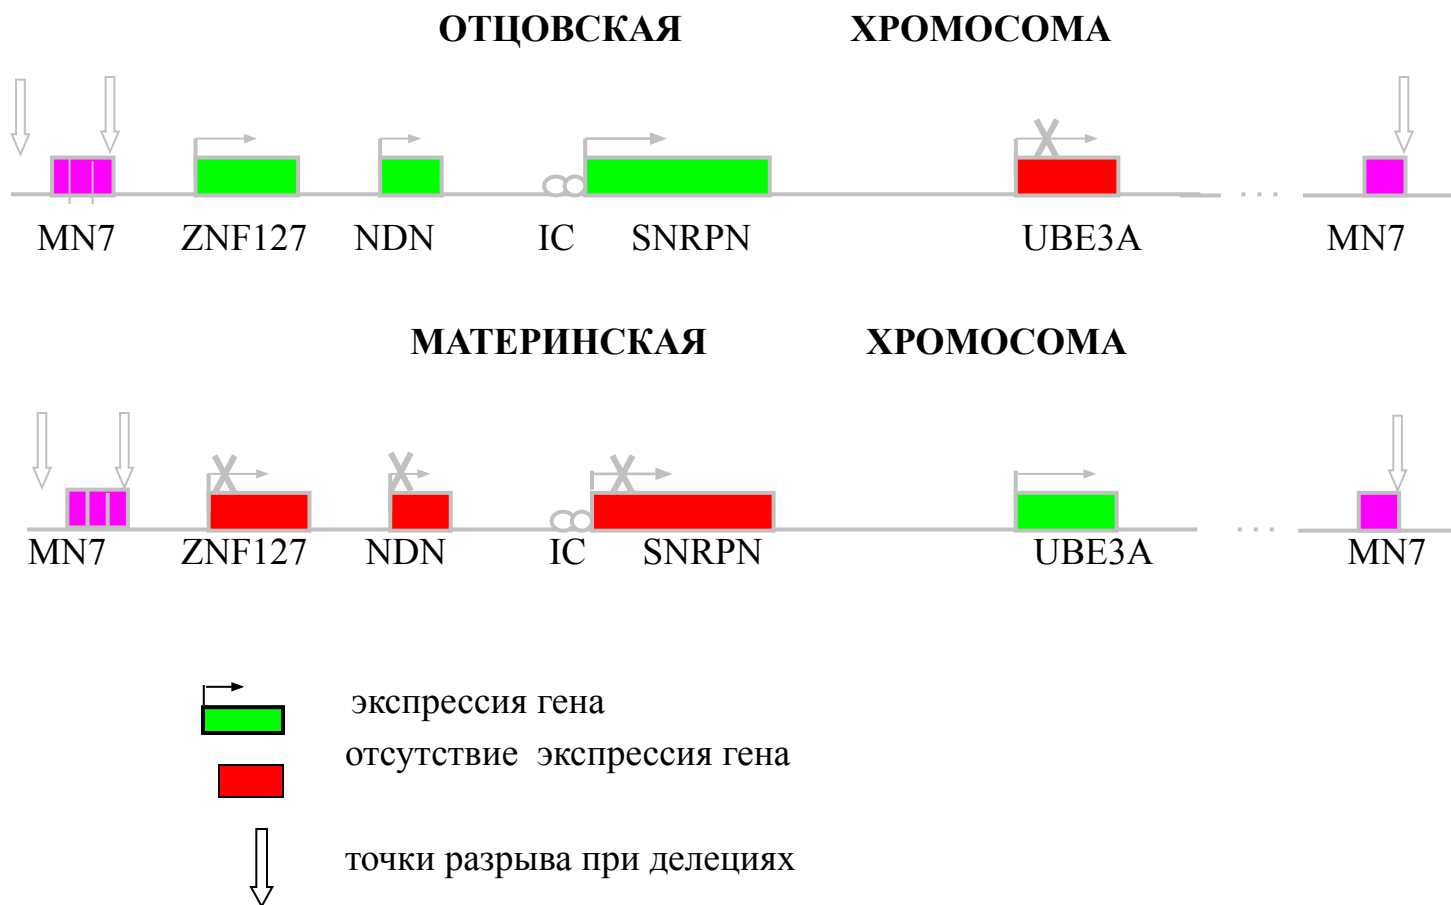 ОТЦОВСКАЯ ХРОМОСОМА
MN7 ZNF127 NDN IC SNRPN UBE3A MN7
МАТЕРИНСКАЯ ХРОМОСОМА
MN7 ZNF127 NDN IC SNRPN UBE3A MN7
экспрессия гена
отсутствие экспрессия гена
точки разрыва при делециях